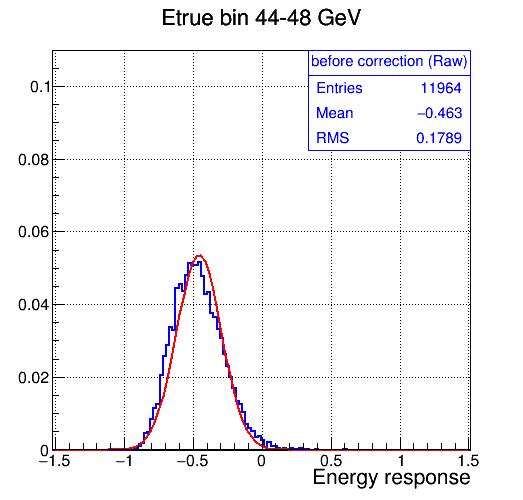 Etrue bin 44-48 GeV
before correction (Raw)
Entries 11964
Mean −0.463
RMS 0.1789
0.1
0.08
0.06
0.04
0.02
0
−1.5 −1 −0.5 0 0.5 1 1.5
Energy response